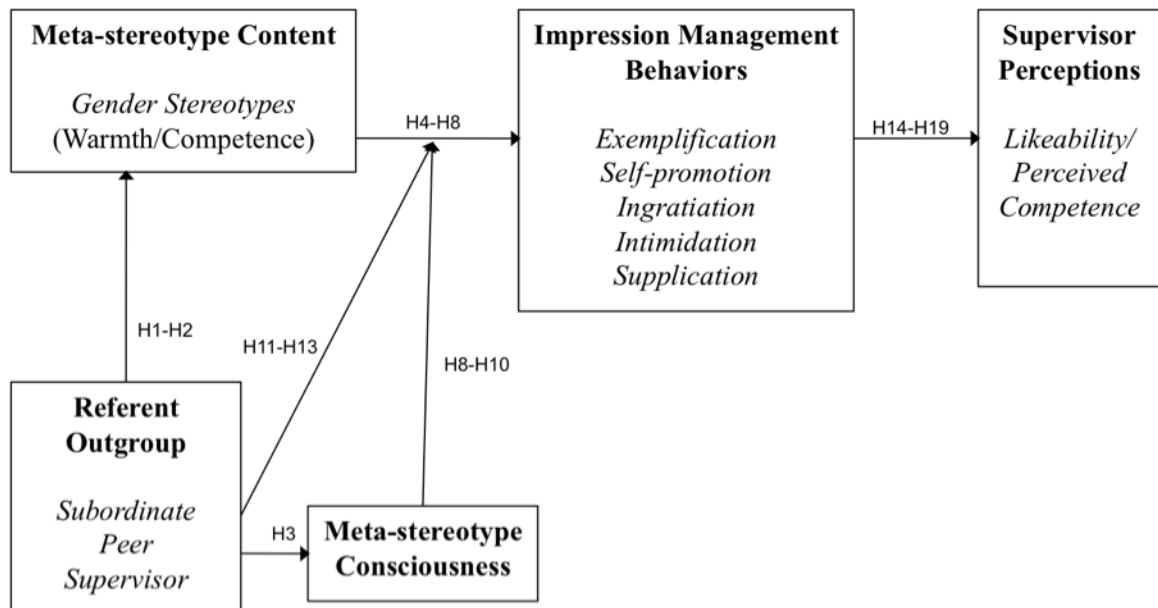 Meta-stereotype Content
Gender Stereotypes
(Warmth/Competence)
H4-H8
Impression Management
Behaviors
Exemplification
Self-promotion
Ingratiation
Intimidation
Supplication
H14-H19
Supervisor
Perceptions
Likeability/
Perceived
Competence
H1-H2
H11-H13
H8-H10
Referent
Outgroup
Subordinate
Peer
Supervisor
H3
Meta-stereotype
Consciousness